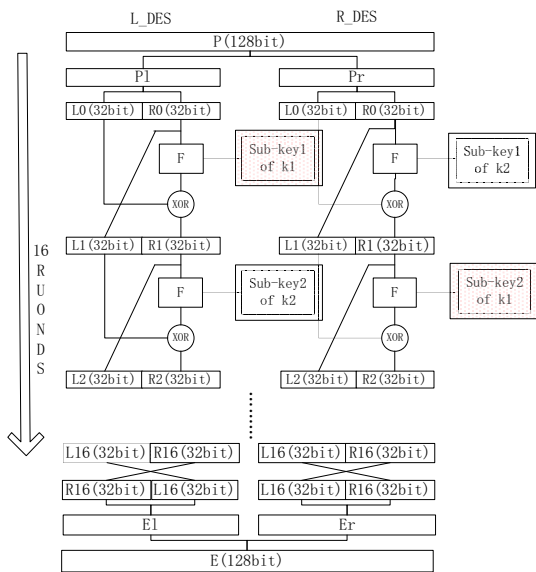 L_DES R_DES
P(128bit)
Pl Pr
L0(32bit) R0(32bit) L0(32bit) R0(32bit)
F Sub-key1 of k1 F Sub-key1 of k2
XOR XOR
L1(32bit) R1(32bit) L1(32bit) R1(32bit)
16 RUONDS
F Sub-key2 of k2 F Sub-key2 of k1
XOR XOR
L2(32bit) R2(32bit) L2(32bit) R2(32bit)
L16(32bit) R16(32bit) L16(32bit) R16(32bit)
R16(32bit) L16(32bit) L16(32bit) R16(32bit)
El Er
E(128bit)